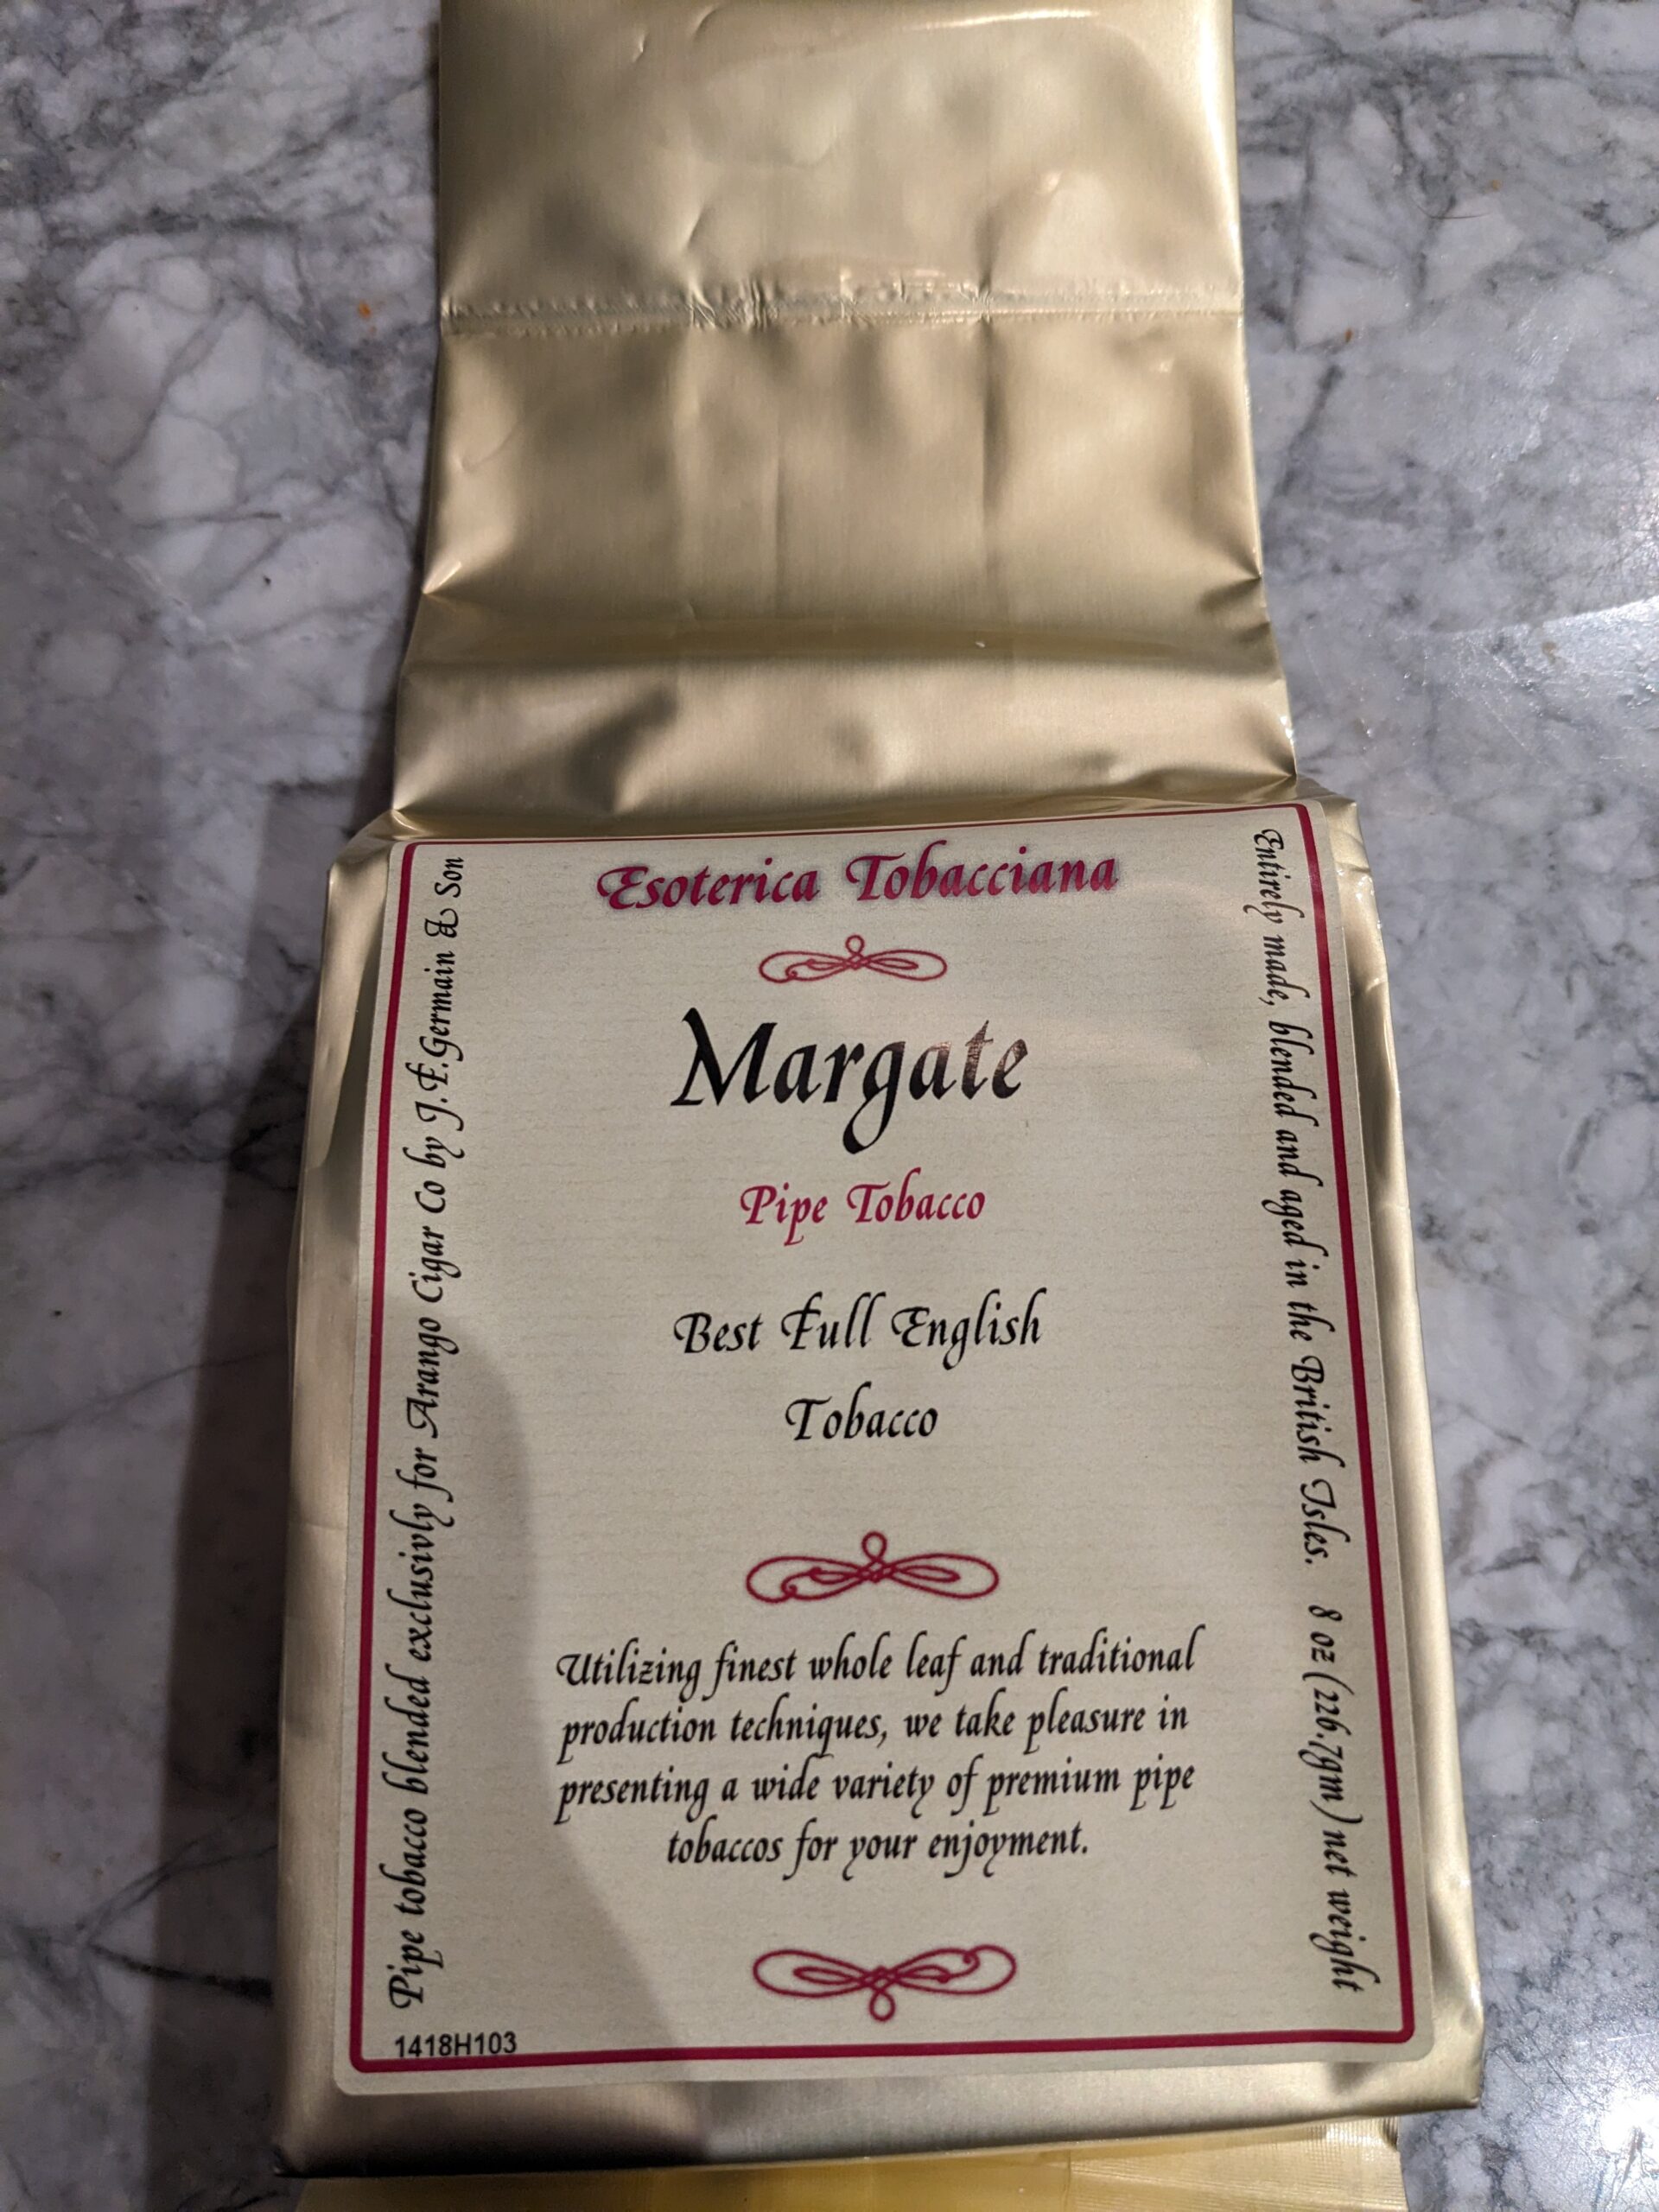 Esoterica Tobacciana
Margate
Pipe Tobacco
Best Full English
Tobacco
Utilizing finest whole leaf and traditional
production techniques, we take pleasure in
presenting a wide variety of premium pipe
tobaccos for your enjoyment.
Pipe tobacco blended exclusivly for Arango Cigar Co by J.F.Germain & Son
Entirely made, blended and aged in the British Isles. 8 oz (226.7gm) net weight
1418H103